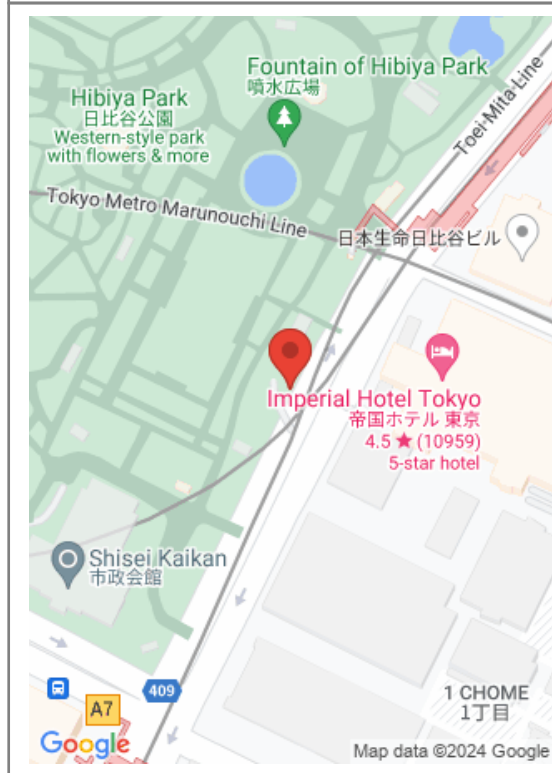 Fountain of Hibiya Park
噴水広場
Hibiya Park
日比谷公園
Western-style park
with flowers & more
Toei Mita Line
Tokyo Metro Marunouchi Line
日本生命日比谷ビル
Imperial Hotel Tokyo
帝国ホテル 東京
4.5 ★ (10959)
5-star hotel
Shisei Kaikan
市政会館
409
A7
1 CHOME
1丁目
Google
Map data ©2024 Google